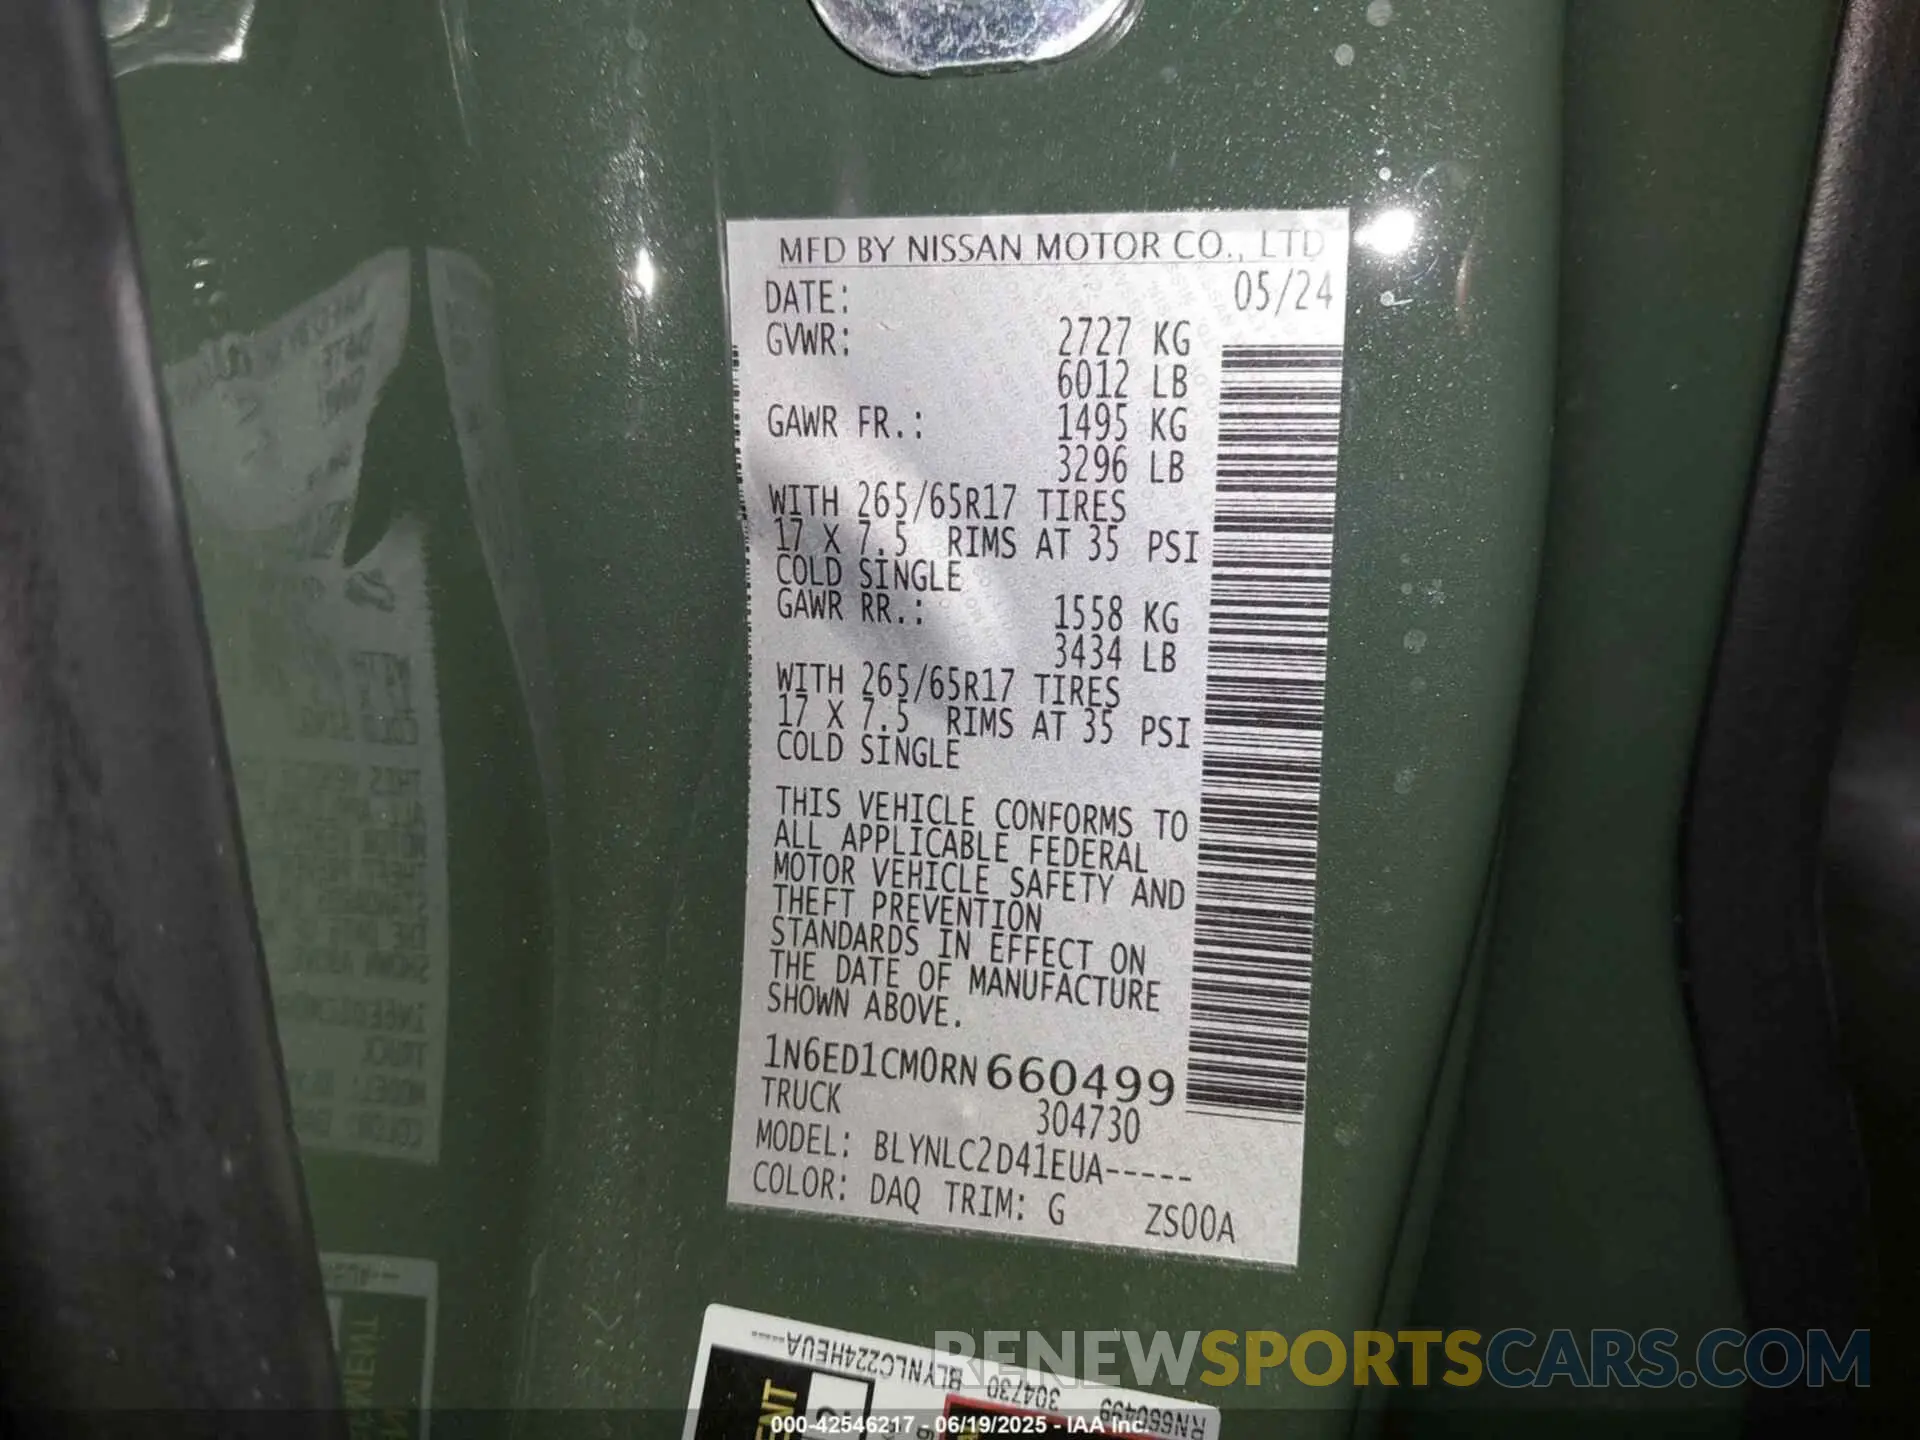 MFD BY NISSAN MOTOR CO., LTD
DATE: 05/24
GVWR: 2727 KG
6012 LB
GAWR FR.: 1495 KG
3296 LB
WITH 265/65R17 TIRES
17 X 7.5 RIMS AT 35 PSI
COLD SINGLE
GAWR RR.: 1558 KG
3434 LB
WITH 265/65R17 TIRES
17 X 7.5 RIMS AT 35 PSI
COLD SINGLE
THIS VEHICLE CONFORMS TO
ALL APPLICABLE FEDERAL
MOTOR VEHICLE SAFETY AND
THEFT PREVENTION
STANDARDS IN EFFECT ON
THE DATE OF MANUFACTURE
SHOWN ABOVE.
1N6ED1CM0RN660499
TRUCK 304730
MODEL: BLYNLC2D41EUA-----
COLOR: DAQ TRIM: G ZS00A
BLYNLC224HEUA-----
304730
RN660499
RENEWSPORTSCARS.COM
000-42546217 - 06/19/2025 - IAA Inc.